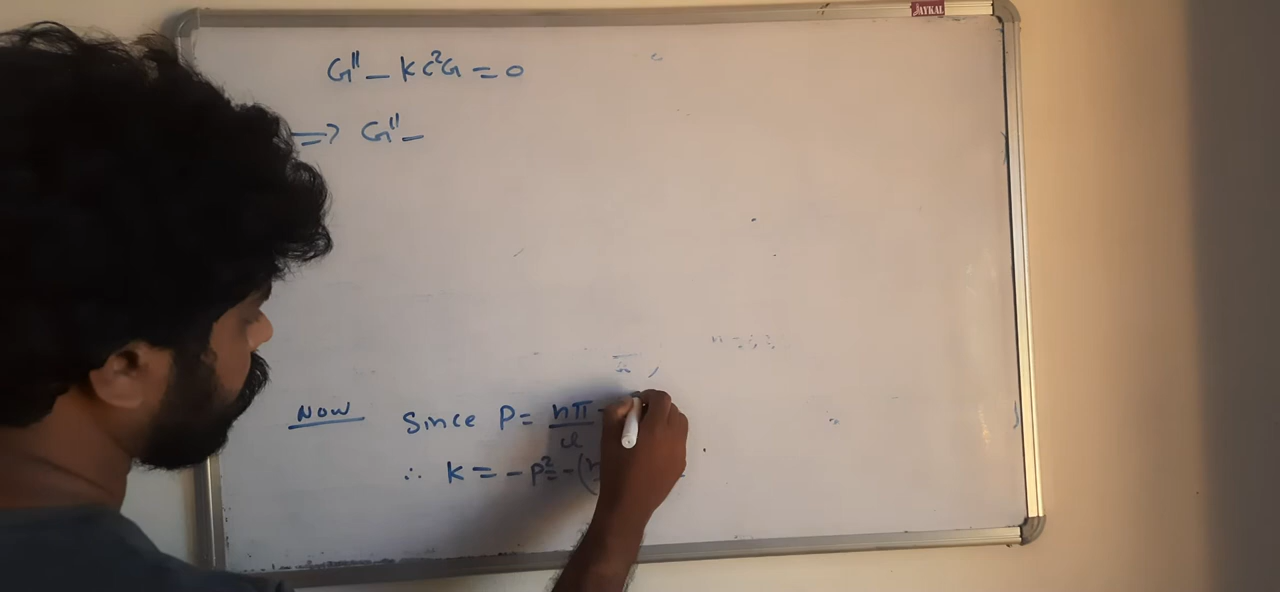 JAYKAL
G'' - kc²G = 0
=> G'' -
Now Since P = nπ/l
∴ k = - p² = - (n